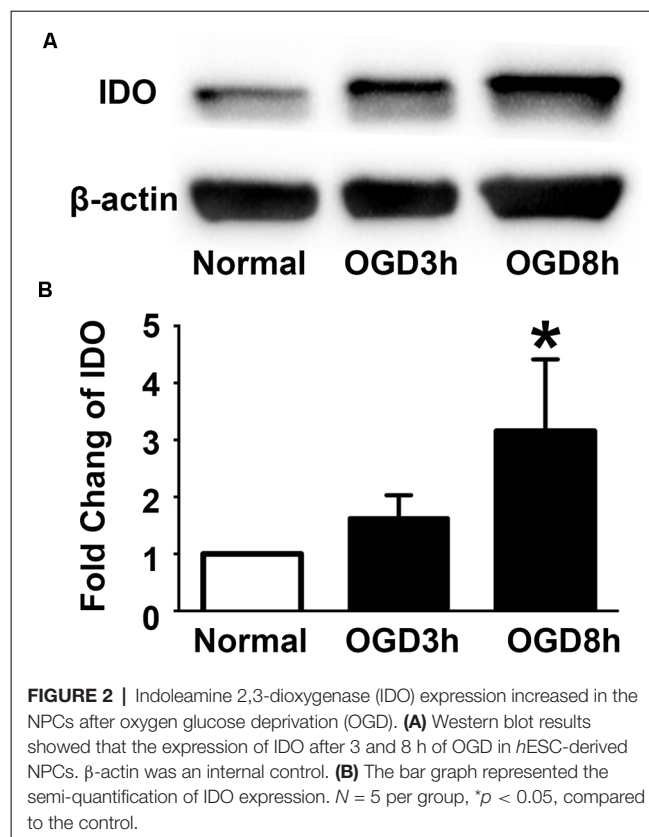 A
IDO
β-actin
Normal OGD3h OGD8h
B
Fold Chang of IDO
5
4
3
2
1
0
*
Normal OGD3h OGD8h
FIGURE 2 | Indoleamine 2,3-dioxygenase (IDO) expression increased in the
NPCs after oxygen glucose deprivation (OGD). (A) Western blot results
showed that the expression of IDO after 3 and 8 h of OGD in hESC-derived
NPCs. β-actin was an internal control. (B) The bar graph represented the
semi-quantification of IDO expression. N = 5 per group, *p < 0.05, compared
to the control.